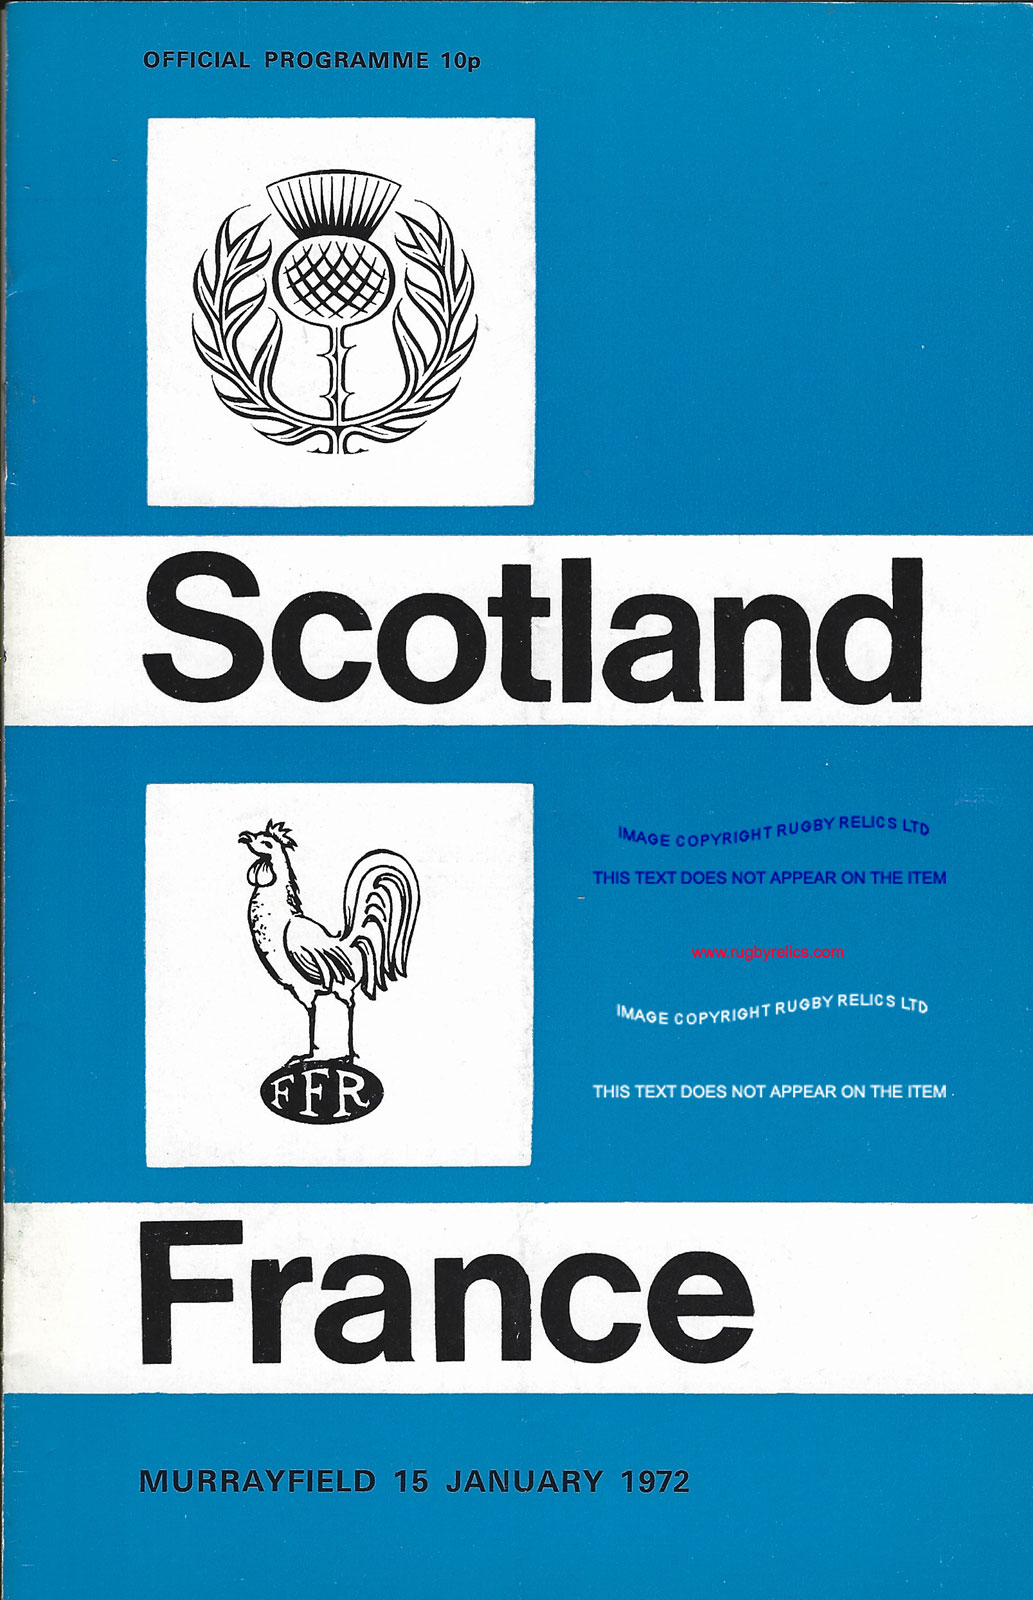 OFFICIAL PROGRAMME 10p
Scotland
IMAGE COPYRIGHT RUGBY RELICS LTD
THIS TEXT DOES NOT APPEAR ON THE ITEM
www.rugbyrelics.com
IMAGE COPYRIGHT RUGBY RELICS LTD
THIS TEXT DOES NOT APPEAR ON THE ITEM
FFR
France
MURRAYFIELD 15 JANUARY 1972